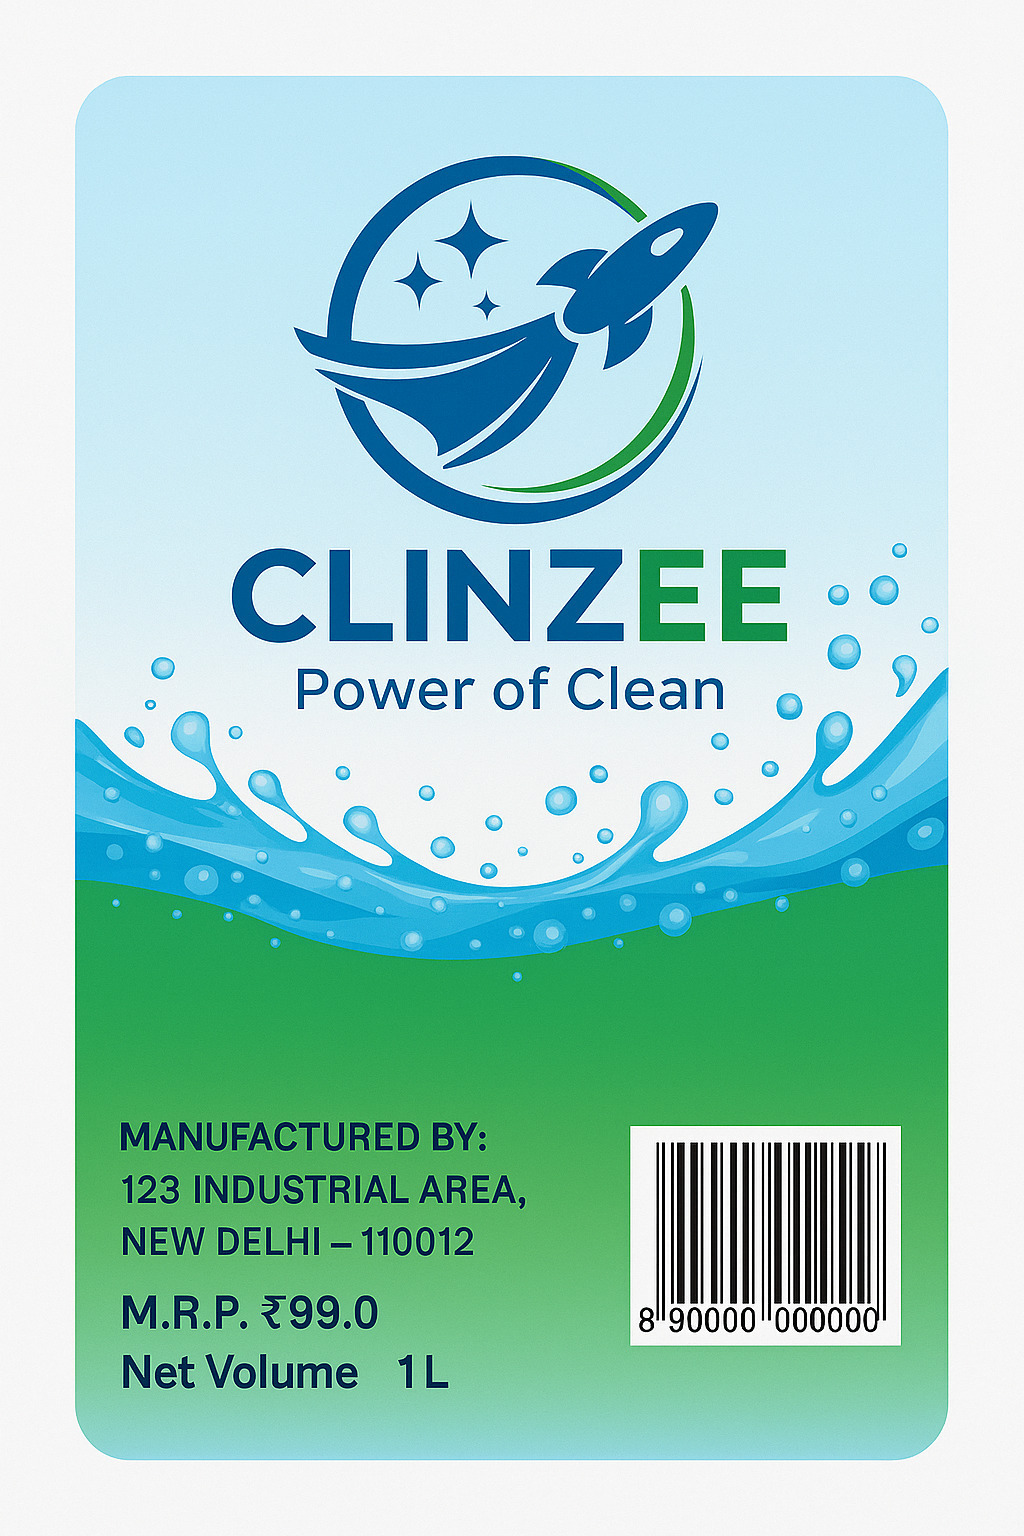 CLINZEE
Power of Clean
MANUFACTURED BY:
123 INDUSTRIAL AREA,
NEW DELHI – 110012
M.R.P. ₹99.0
Net Volume 1 L
8 90000 000000